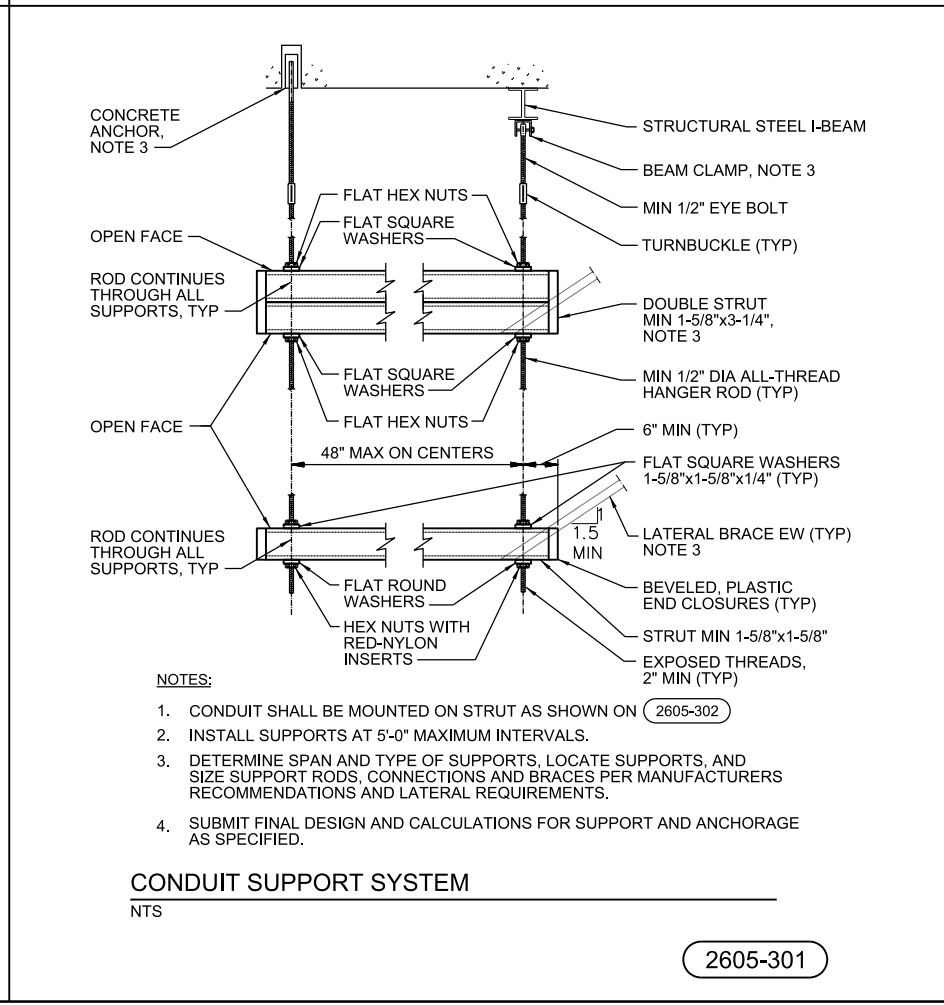 CONCRETE
ANCHOR,
NOTE 3
STRUCTURAL STEEL I-BEAM
BEAM CLAMP, NOTE 3
FLAT HEX NUTS
MIN 1/2" EYE BOLT
FLAT SQUARE
WASHERS
OPEN FACE
TURNBUCKLE (TYP)
ROD CONTINUES
THROUGH ALL
SUPPORTS, TYP
DOUBLE STRUT
MIN 1-5/8"x3-1/4",
NOTE 3
FLAT SQUARE
WASHERS
MIN 1/2" DIA ALL-THREAD
HANGER ROD (TYP)
FLAT HEX NUTS
OPEN FACE
6" MIN (TYP)
48" MAX ON CENTERS
FLAT SQUARE WASHERS
1-5/8"x1-5/8"x1/4" (TYP)
1
1.5
MIN
LATERAL BRACE EW (TYP)
NOTE 3
ROD CONTINUES
THROUGH ALL
SUPPORTS, TYP
FLAT ROUND
WASHERS
BEVELED, PLASTIC
END CLOSURES (TYP)
HEX NUTS WITH
RED-NYLON
INSERTS
STRUT MIN 1-5/8"x1-5/8"
EXPOSED THREADS,
2" MIN (TYP)
NOTES:
1. CONDUIT SHALL BE MOUNTED ON STRUT AS SHOWN ON 2605-302
2. INSTALL SUPPORTS AT 5'-0" MAXIMUM INTERVALS.
3. DETERMINE SPAN AND TYPE OF SUPPORTS, LOCATE SUPPORTS, AND
SIZE SUPPORT RODS, CONNECTIONS AND BRACES PER MANUFACTURERS
RECOMMENDATIONS AND LATERAL REQUIREMENTS.
4. SUBMIT FINAL DESIGN AND CALCULATIONS FOR SUPPORT AND ANCHORAGE
AS SPECIFIED.
CONDUIT SUPPORT SYSTEM
NTS
2605-301